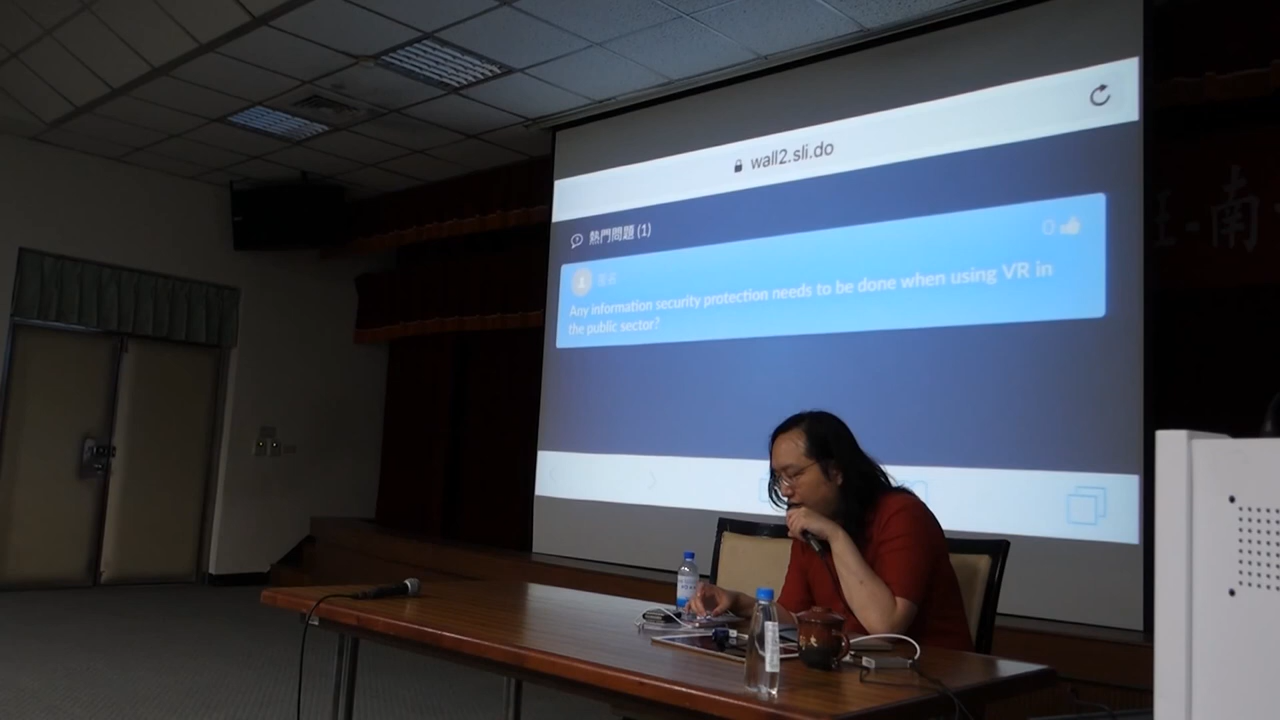 wall2.sli.do
熱門問題 (1)
0
Any information security protection needs to be done when using VR in
the public sector?
南